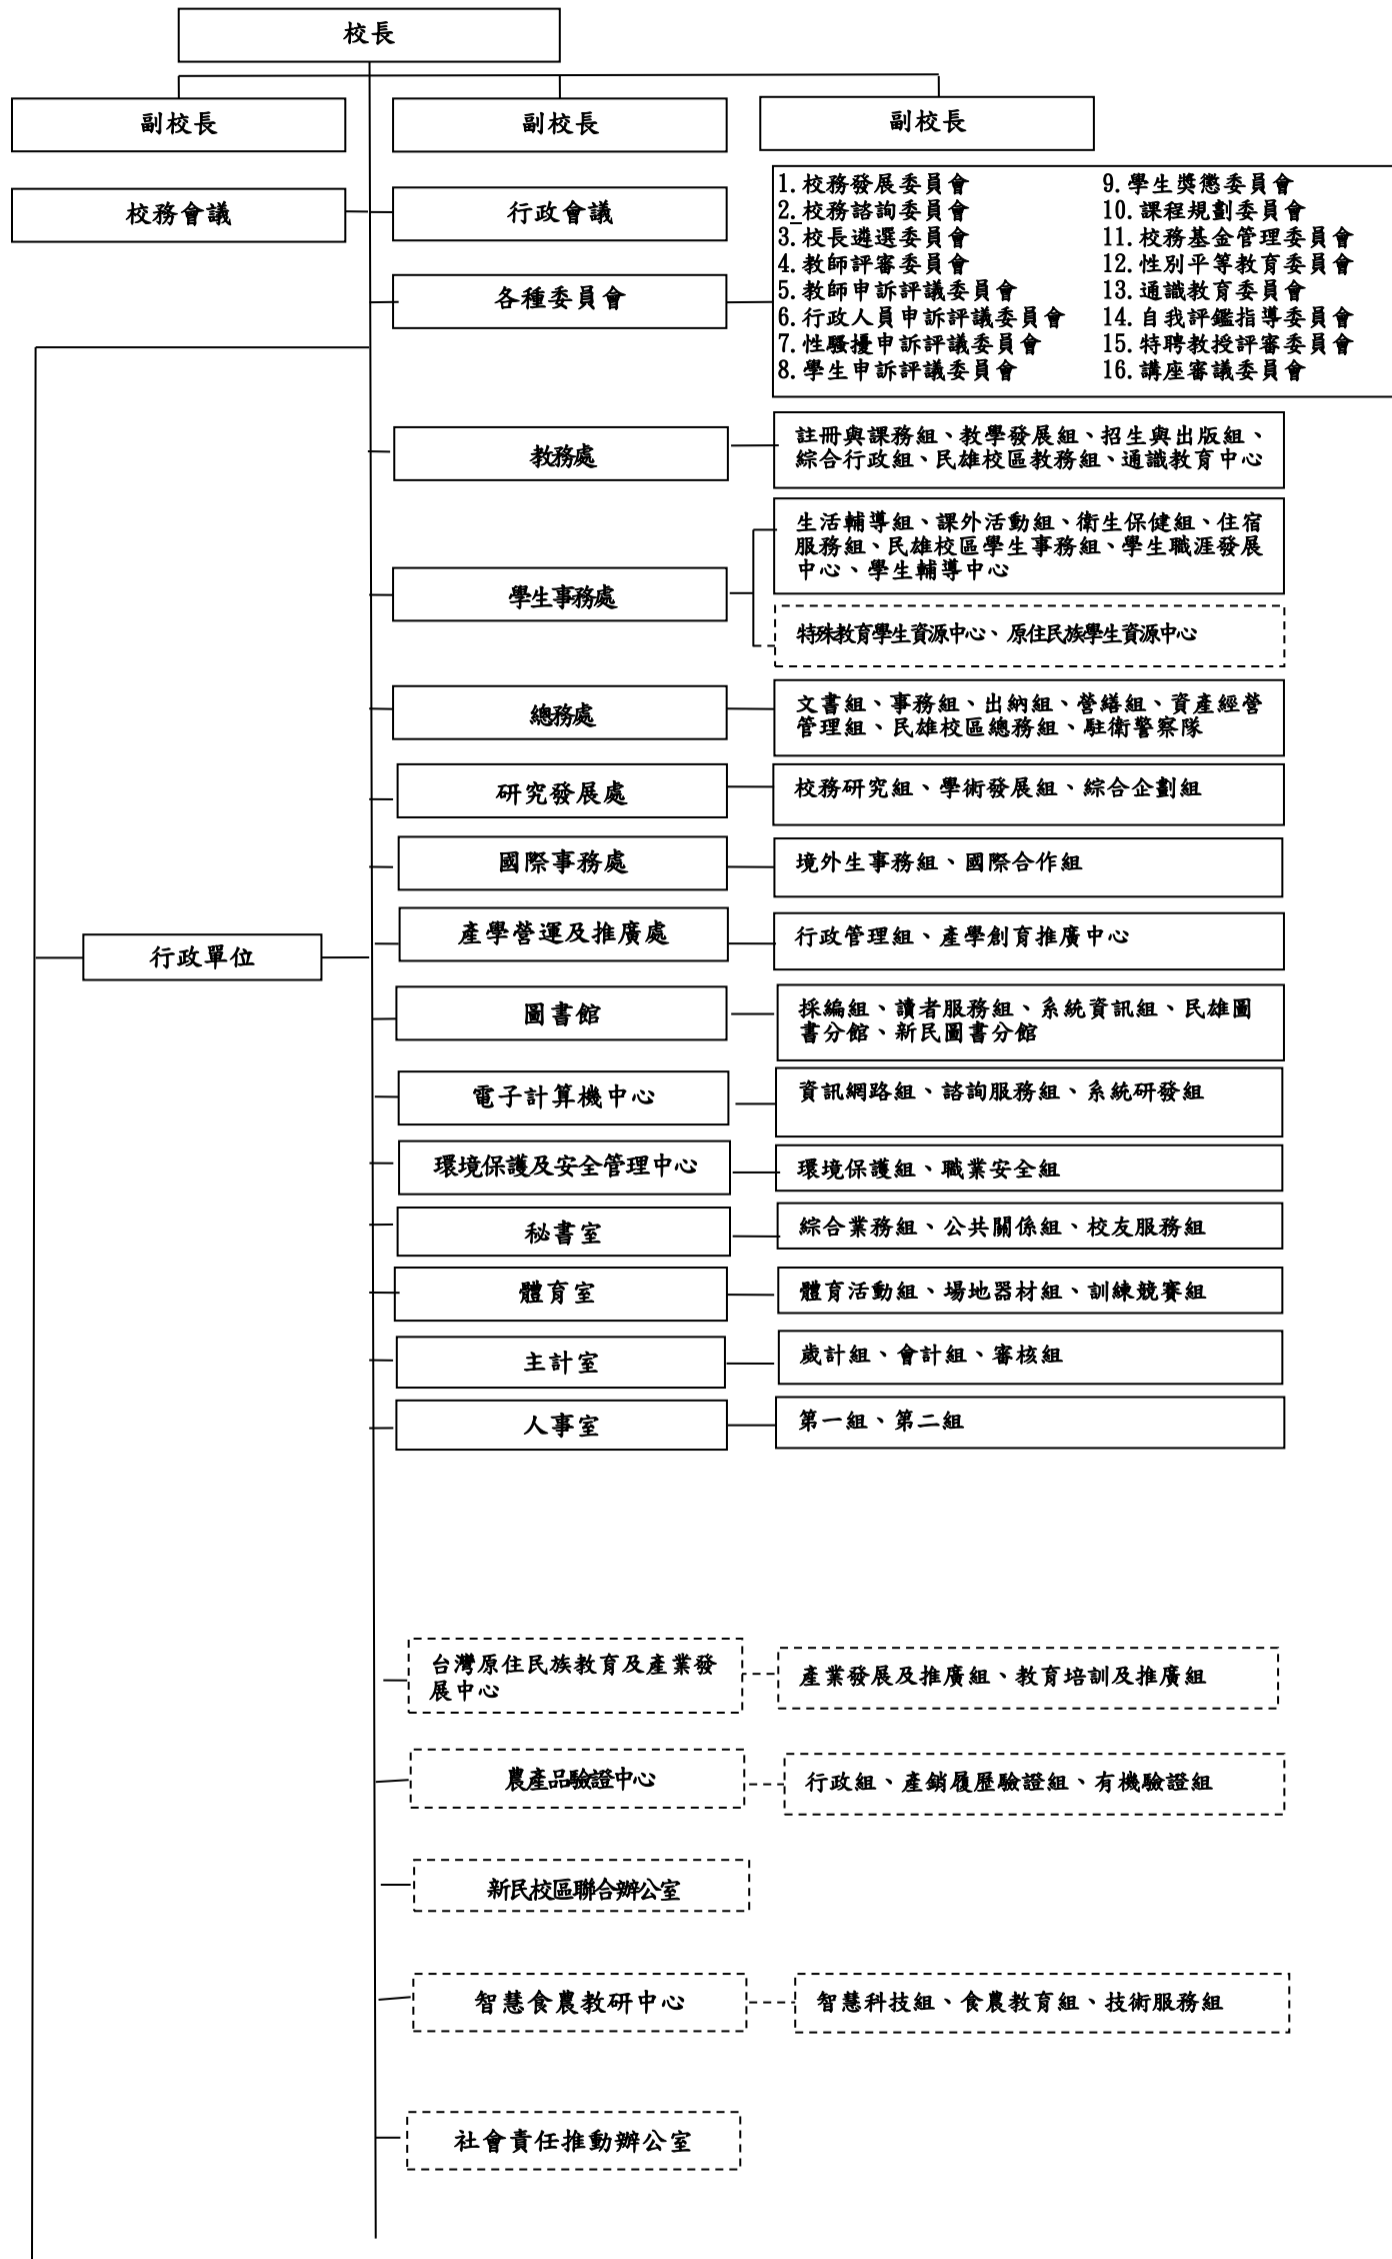 校長
副校長
副校長
副校長
校務會議
行政會議
各種委員會
1.校務發展委員會
2.校務諮詢委員會
3.校長遴選委員會
4.教師評審委員會
5.教師申訴評議委員會
6.行政人員申訴評議委員會
7.性騷擾申訴評議委員會
8.學生申訴評議委員會
9.學生獎懲委員會
10.課程規劃委員會
11.校務基金管理委員會
12.性別平等教育委員會
13.通識教育委員會
14.自我評鑑指導委員會
15.特聘教授評審委員會
16.講座審議委員會
行政單位
教務處
註冊與課務組、教學發展組、招生與出版組、
綜合行政組、民雄校區教務組、通識教育中心
學生事務處
生活輔導組、課外活動組、衛生保健組、住宿
服務組、民雄校區學生事務組、學生職涯發展
中心、學生輔導中心
特殊教育學生資源中心、原住民族學生資源中心
總務處
文書組、事務組、出納組、營繕組、資產經營
管理組、民雄校區總務組、駐衛警察隊
研究發展處
校務研究組、學術發展組、綜合企劃組
國際事務處
境外生事務組、國際合作組
產學營運及推廣處
行政管理組、產學創育推廣中心
圖書館
採編組、讀者服務組、系統資訊組、民雄圖
書分館、新民圖書分館
電子計算機中心
資訊網路組、諮詢服務組、系統研發組
環境保護及安全管理中心
環境保護組、職業安全組
秘書室
綜合業務組、公共關係組、校友服務組
體育室
體育活動組、場地器材組、訓練競賽組
主計室
歲計組、會計組、審核組
人事室
第一組、第二組
台灣原住民族教育及產業發
展中心
產業發展及推廣組、教育培訓及推廣組
農產品驗證中心
行政組、產銷履歷驗證組、有機驗證組
新民校區聯合辦公室
智慧食農教研中心
智慧科技組、食農教育組、技術服務組
社會責任推動辦公室